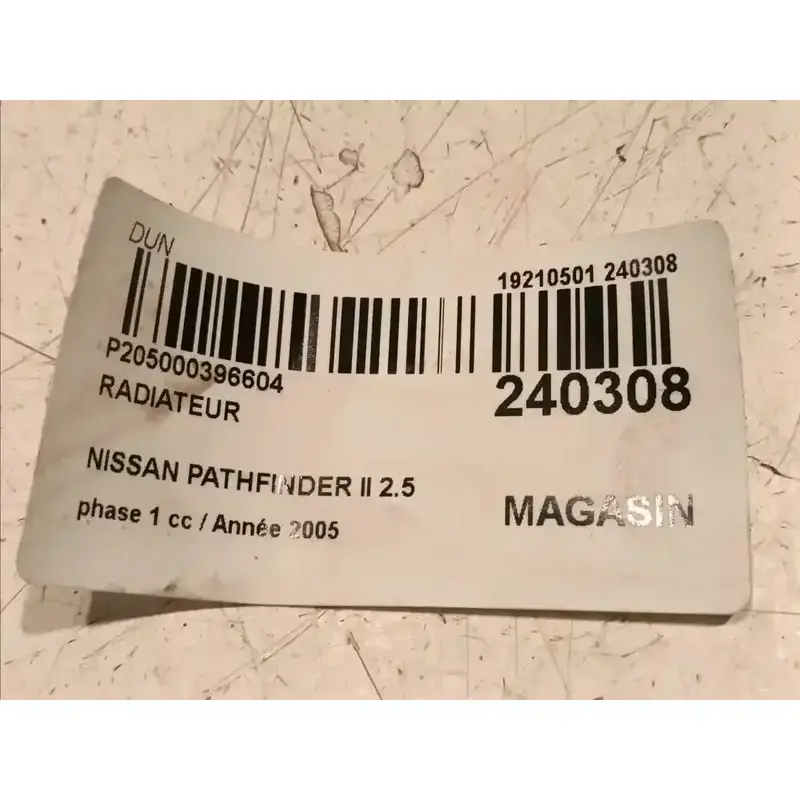 DUN
19210501 240308
P205000396604
240308
RADIATEUR
NISSAN PATHFINDER II 2.5
phase 1 cc / Année 2005
MAGASIN